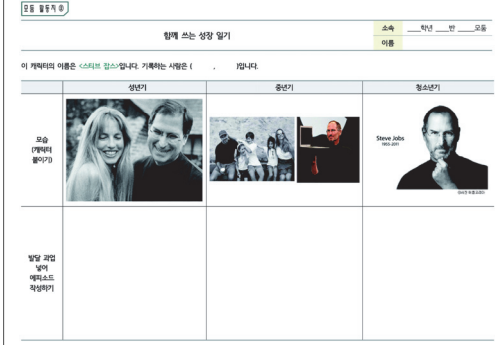 모둠 활동지 ⑧
함께 쓰는 성장 일기
소속 ___학년 ___반 ____모둠
이름
이 캐릭터의 이름은 <스티브 잡스>입니다. 기록하는 사람은 ( , )입니다.
성년기 중년기 청소년기
모습
(캐릭터
붙이기)
Steve Jobs
1955-2011
발달 과업
넣어
에피소드
작성하기